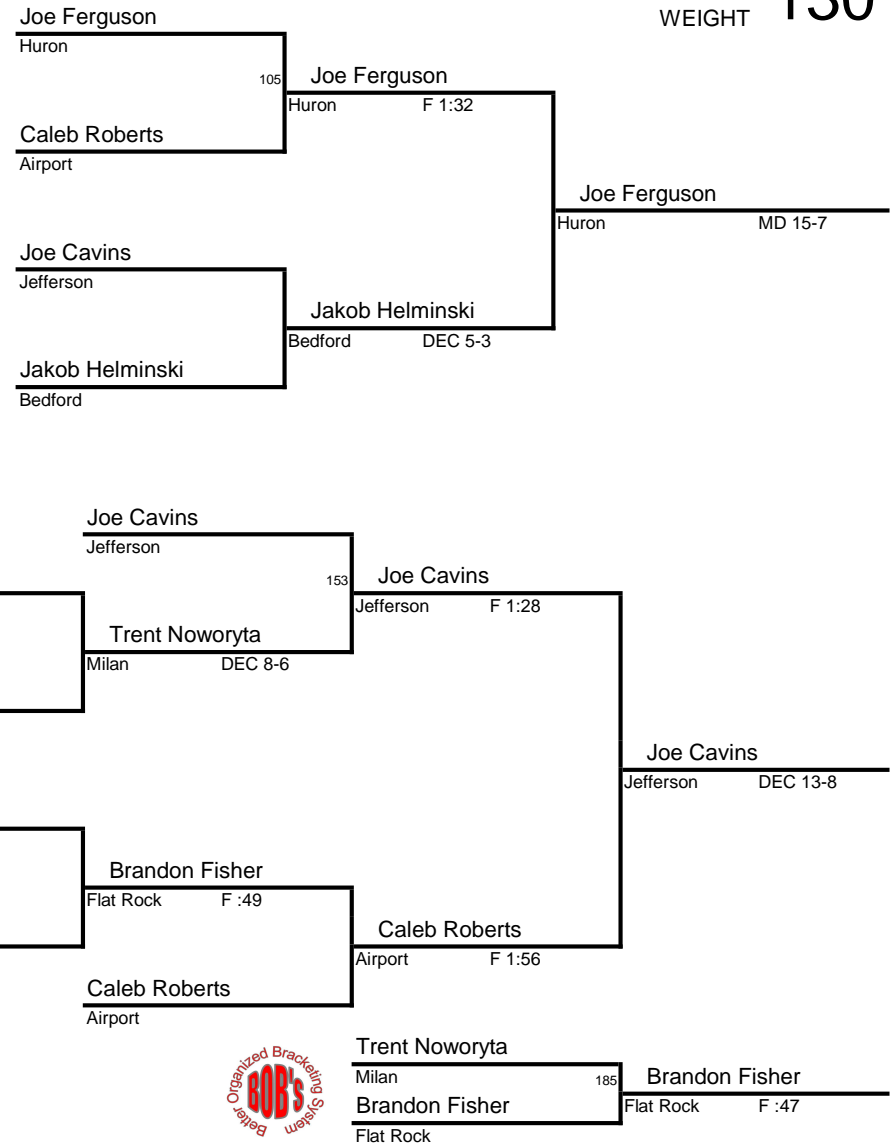 WEIGHT 130
Joe Ferguson
Huron
105
Joe Ferguson
Huron F 1:32
Caleb Roberts
Airport
Joe Ferguson
Huron MD 15-7
Joe Cavins
Jefferson
Jakob Helminski
Bedford DEC 5-3
Jakob Helminski
Bedford
Joe Cavins
Jefferson
153
Joe Cavins
Jefferson F 1:28
Trent Noworyta
Milan DEC 8-6
Joe Cavins
Jefferson DEC 13-8
Brandon Fisher
Flat Rock F :49
Caleb Roberts
Airport F 1:56
Caleb Roberts
Airport
Better Organized Bracketing System
BOB's
Trent Noworyta
Milan
185
Brandon Fisher
Flat Rock F :47
Brandon Fisher
Flat Rock